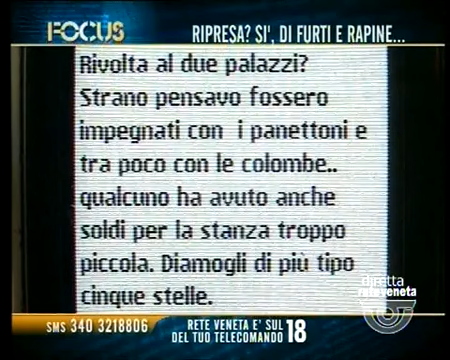 FOCUS
RIPRESA? SI', DI FURTI E RAPINE...
Rivolta al due palazzi?
Strano pensavo fossero
impegnati con i panettoni e
tra poco con le colombe..
qualcuno ha avuto anche
soldi per la stanza troppo
piccola. Diamogli di più tipo
cinque stelle.
diretta
reteveneta
SMS 340 3218806
RETE VENETA E' SUL
DEL TUO TELECOMANDO 18